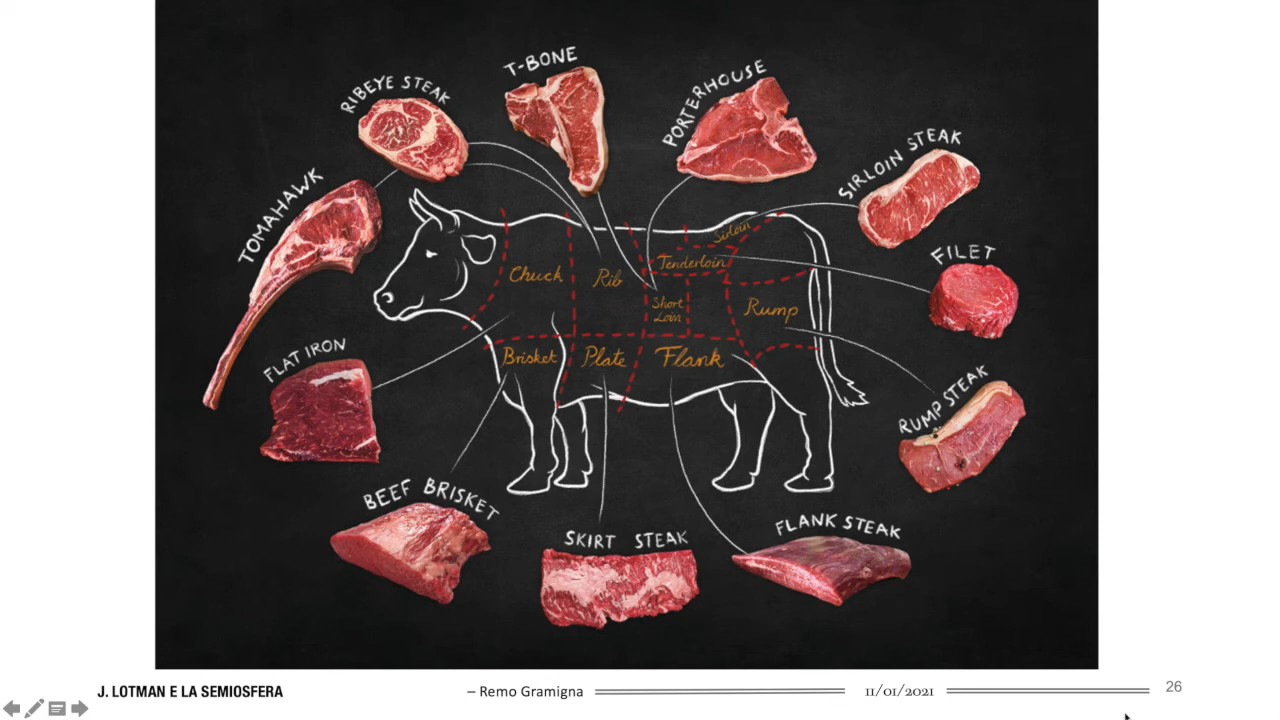 T-BONE
RIBEYE STEAK
PORTERHOUSE
SIRLOIN STEAK
TOMAHAWK
Sirloin
FILET
Tenderloin
Chuck
Rib
Short
Loin
Rump
FLAT IRON
Brisket
Plate
Flank
RUMP STEAK
BEEF BRISKET
SKIRT STEAK
FLANK STEAK
J. LOTMAN E LA SEMIOSFERA
– Remo Gramigna
11/01/2021
26